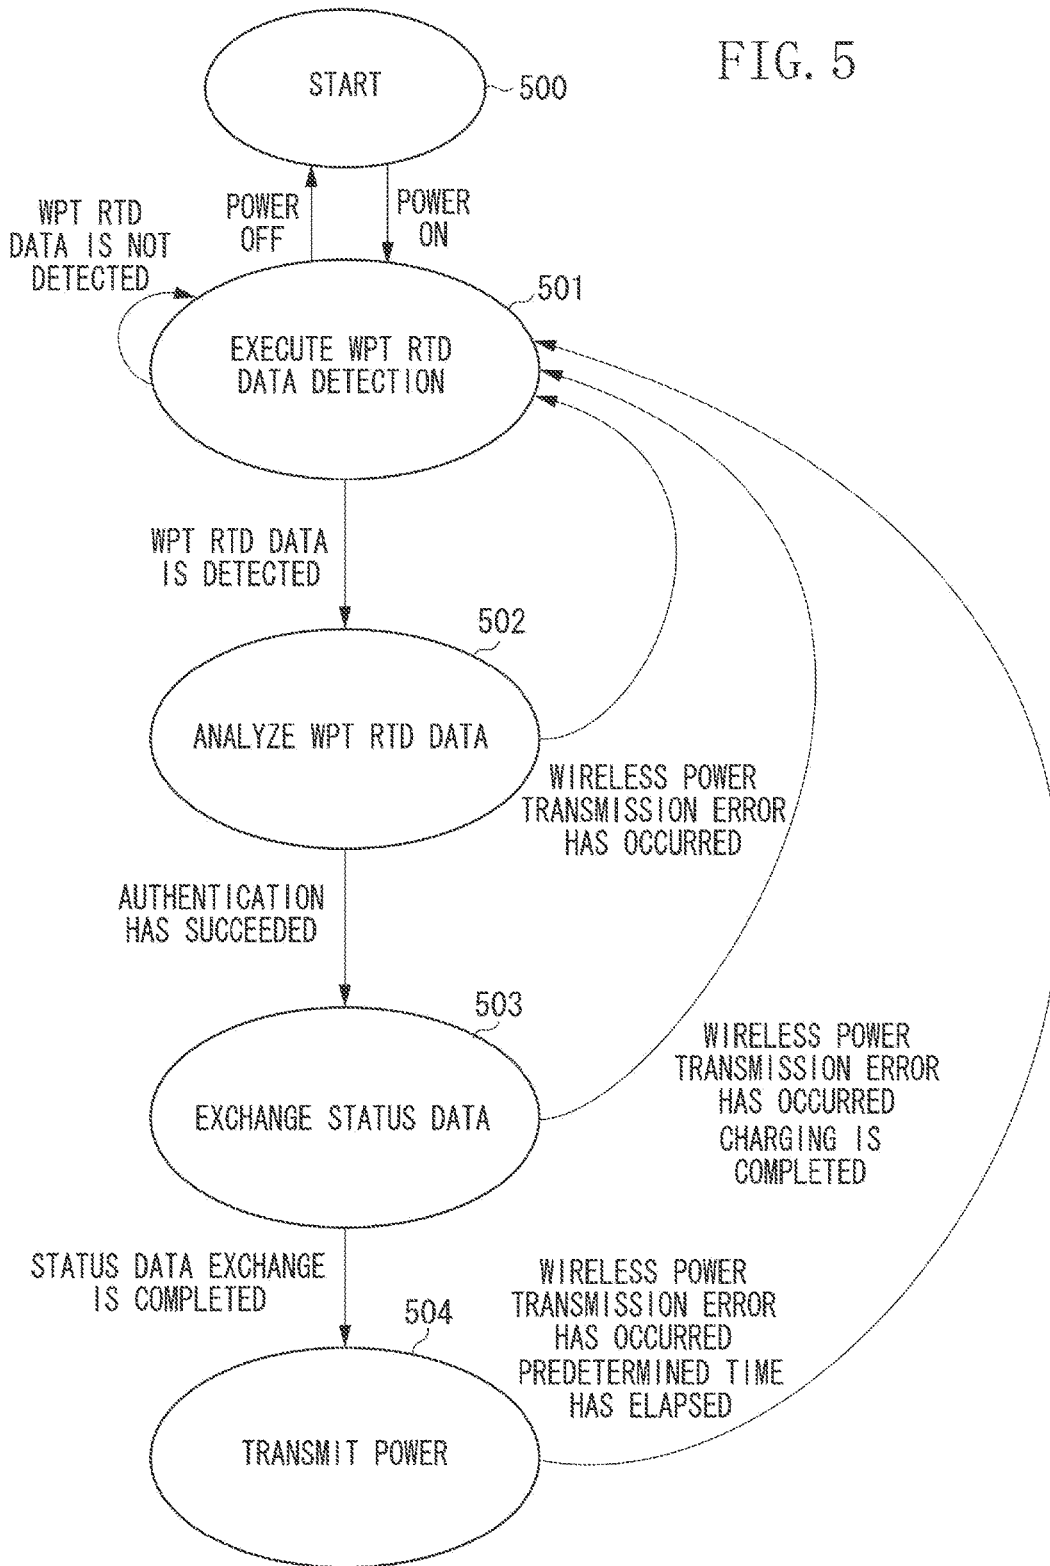 FIG. 5
START
500
POWER
OFF
POWER
ON
WPT RTD
DATA IS NOT
DETECTED
501
EXECUTE WPT RTD
DATA DETECTION
WPT RTD DATA
IS DETECTED
502
ANALYZE WPT RTD DATA
WIRELESS POWER
TRANSMISSION ERROR
HAS OCCURRED
AUTHENTICATION
HAS SUCCEEDED
503
EXCHANGE STATUS DATA
WIRELESS POWER
TRANSMISSION ERROR
HAS OCCURRED
CHARGING IS
COMPLETED
STATUS DATA EXCHANGE
IS COMPLETED
504
WIRELESS POWER
TRANSMISSION ERROR
HAS OCCURRED
PREDETERMINED TIME
HAS ELAPSED
TRANSMIT POWER